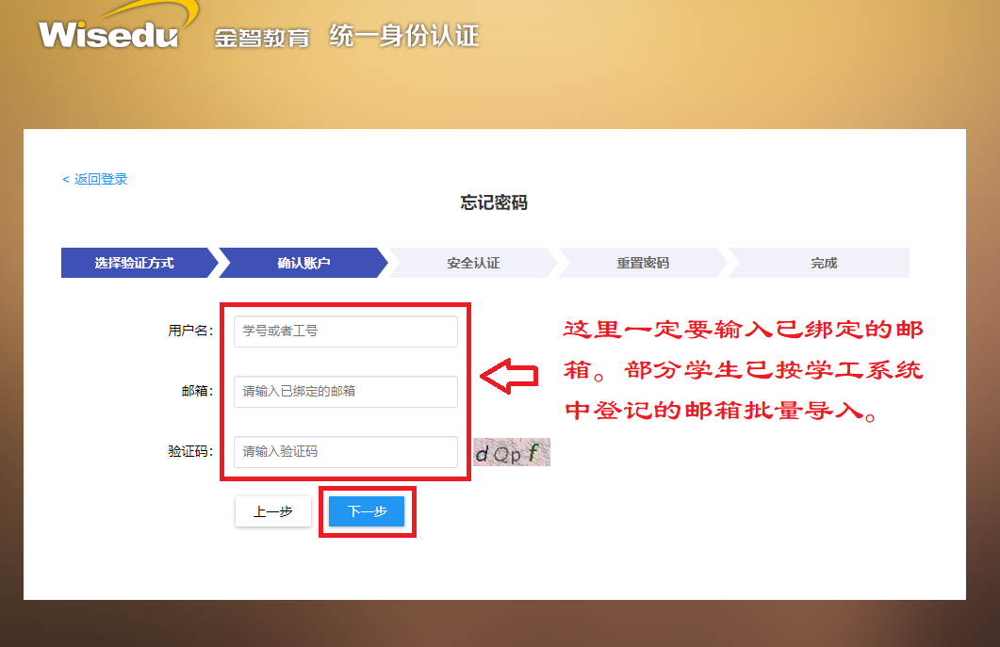 Wisedu 金智教育 统一身份认证
< 返回登录
忘记密码
选择验证方式 确认账户 安全认证 重置密码 完成
用户名： 学号或者工号
邮箱： 请输入已绑定的邮箱
验证码： 请输入验证码 dQpf
上一步 下一步
这里一定要输入已绑定的邮
箱。部分学生已按学工系统
中登记的邮箱批量导入。